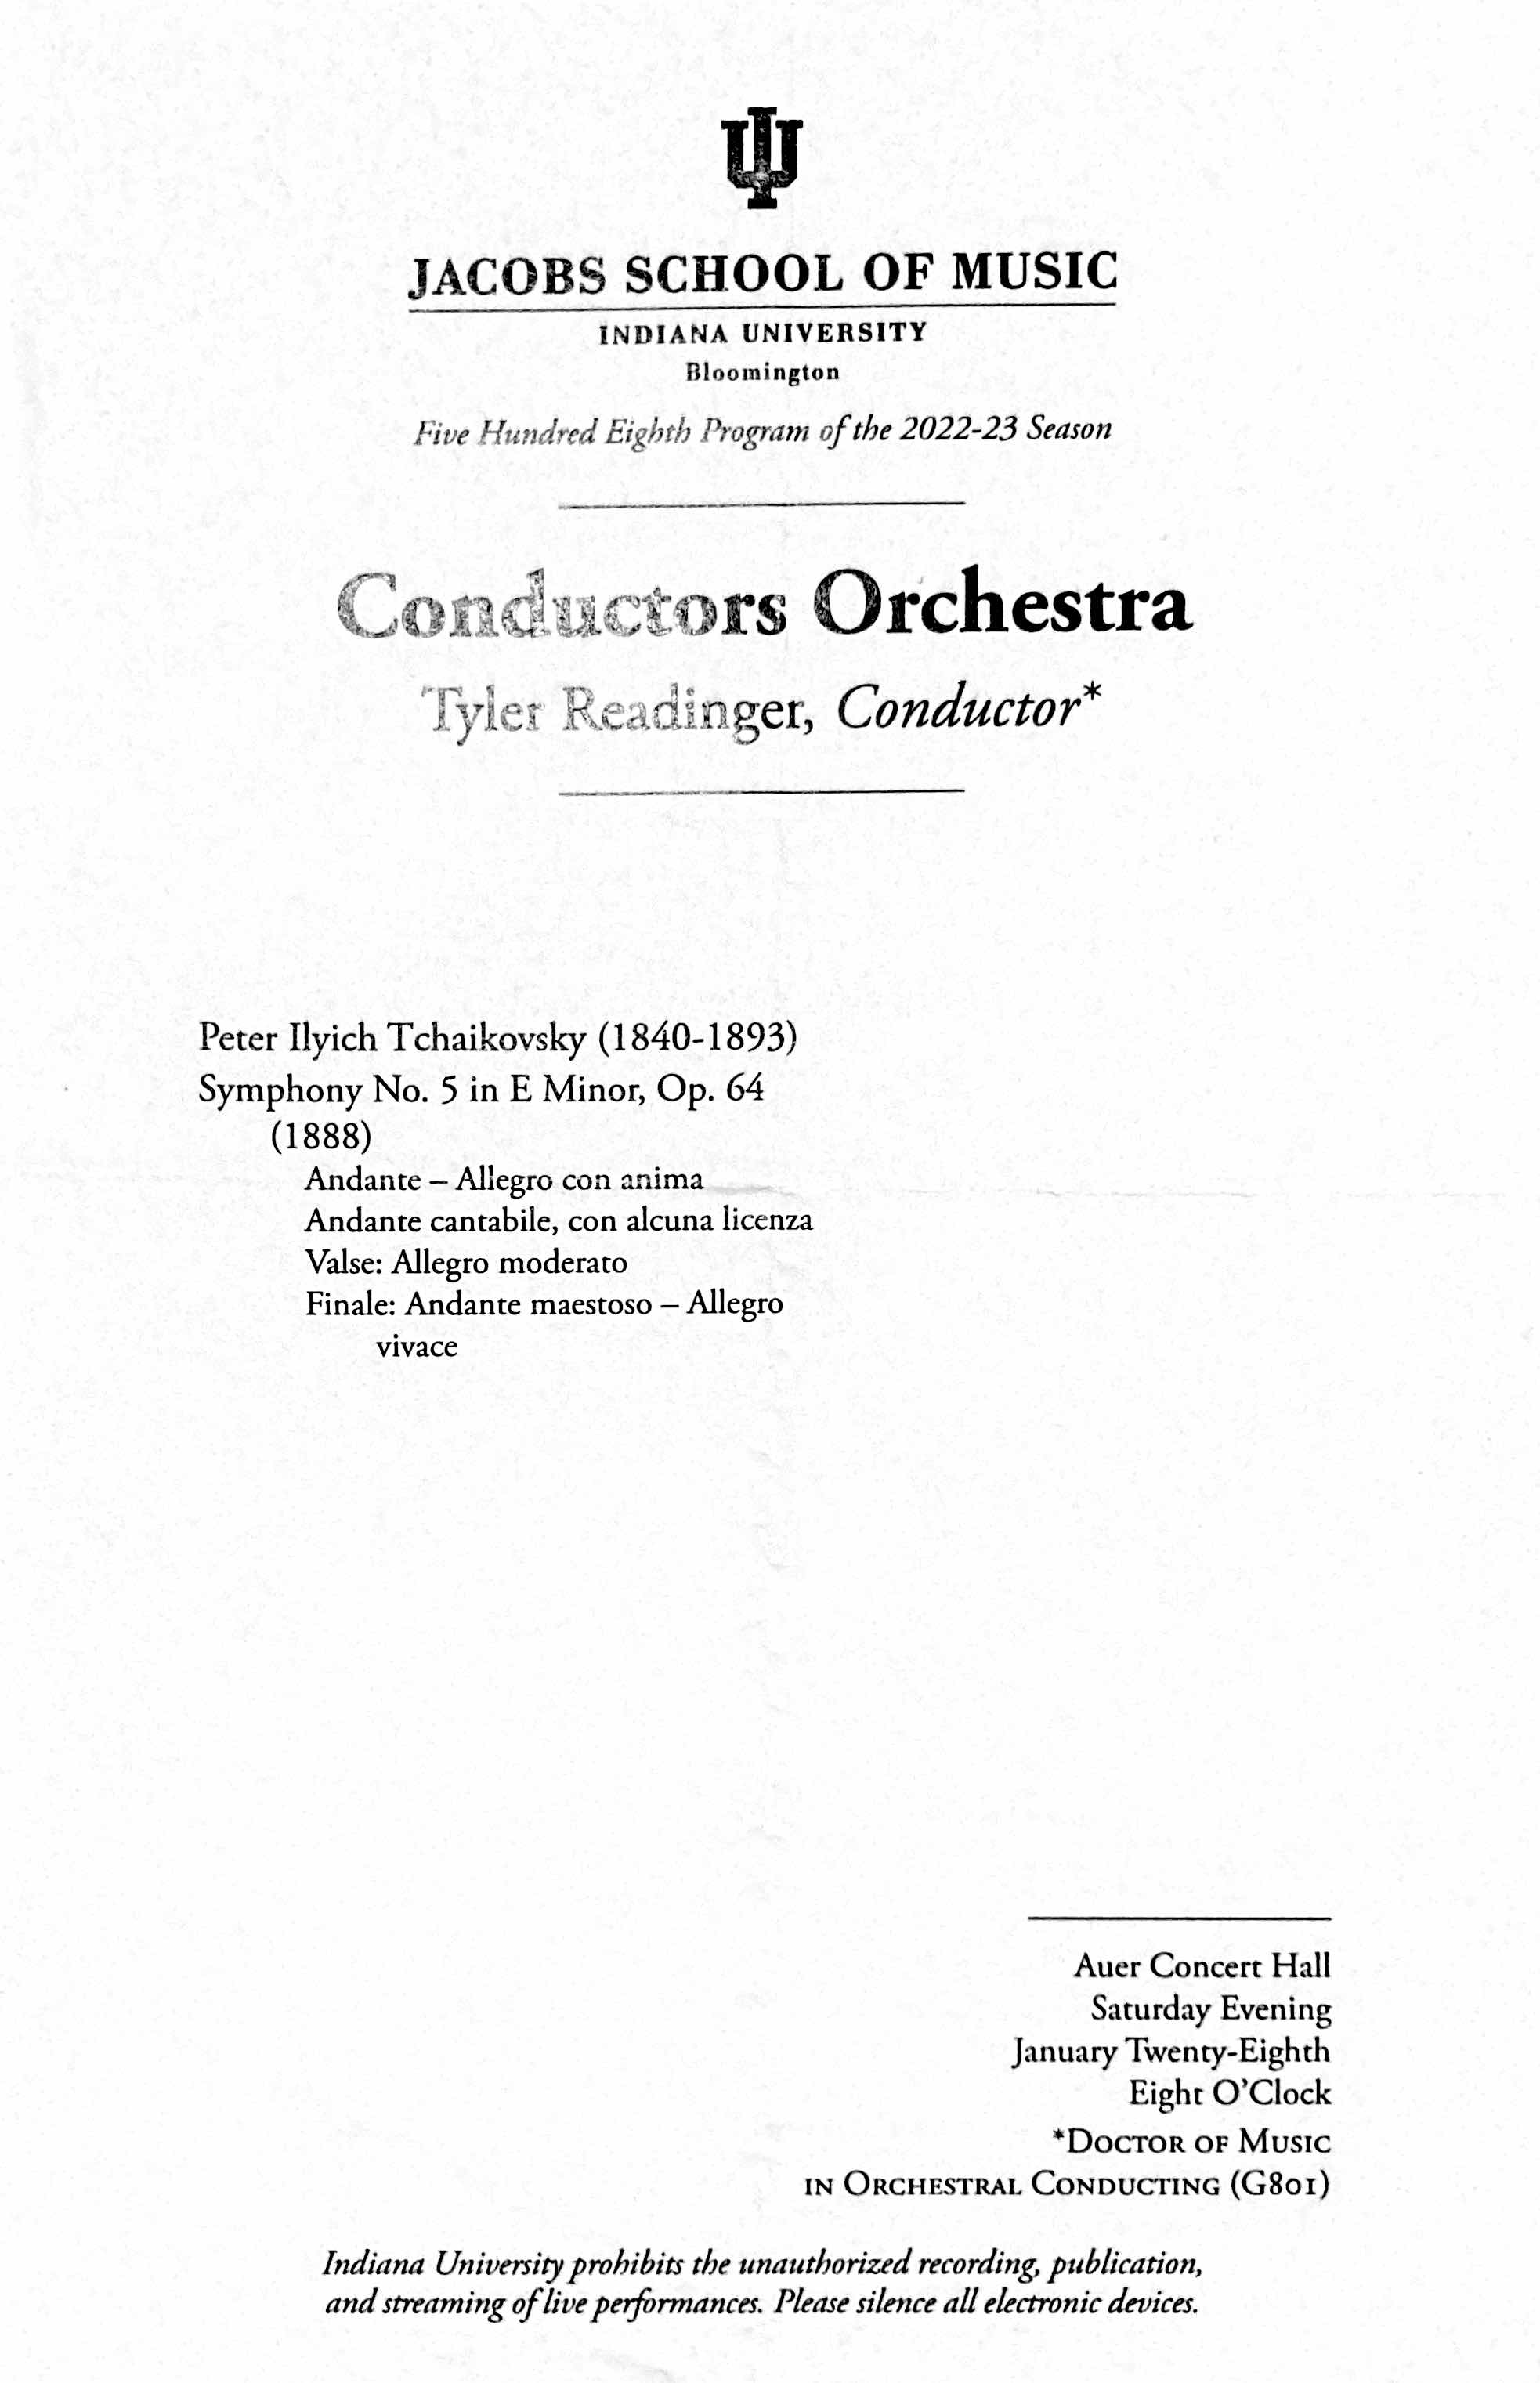 JACOBS SCHOOL OF MUSIC
INDIANA UNIVERSITY
Bloomington
Five Hundred Eighth Program of the 2022-23 Season
Conductors Orchestra
Tyler Readinger, Conductor*
Peter Ilyich Tchaikovsky (1840-1893)
Symphony No. 5 in E Minor, Op. 64
(1888)
Andante – Allegro con anima
Andante cantabile, con alcuna licenza
Valse: Allegro moderato
Finale: Andante maestoso – Allegro
vivace
Auer Concert Hall
Saturday Evening
January Twenty-Eighth
Eight O’Clock
*DOCTOR OF MUSIC
IN ORCHESTRAL CONDUCTING (G801)
Indiana University prohibits the unauthorized recording, publication,
and streaming of live performances. Please silence all electronic devices.